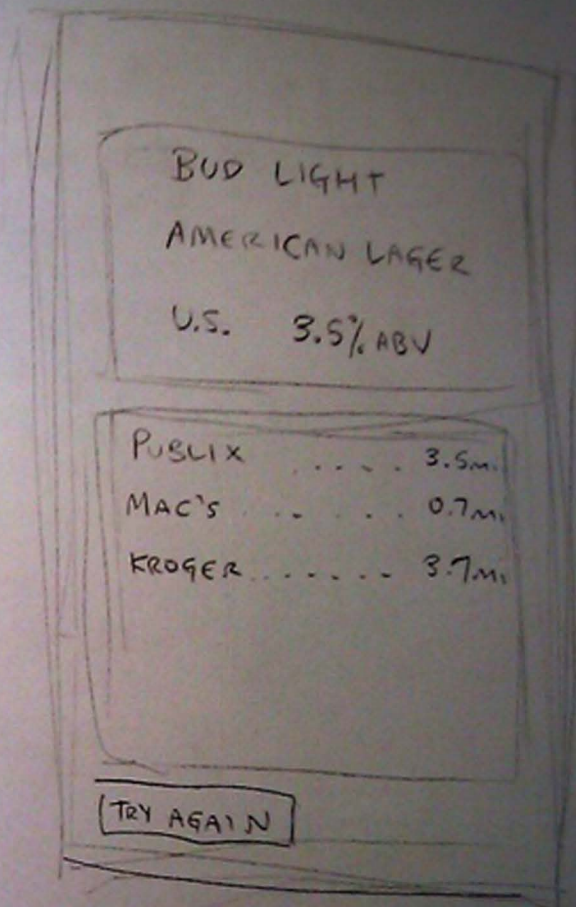 BUD LIGHT
AMERICAN LAGER
U.S. 3.5% ABV
PUBLIX ..... 3.5mi
MAC'S ..... 0.7mi
KROGER ....... 3.7mi
TRY AGAIN